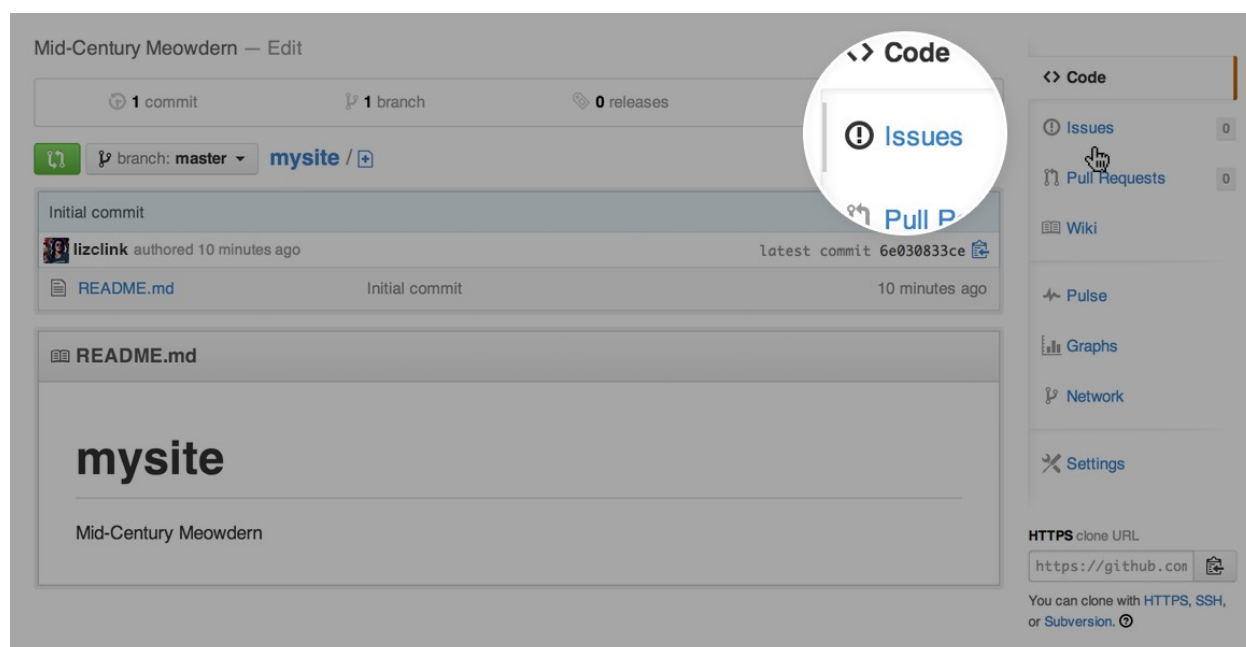 Mid-Century Meowdern — Edit
1 commit
1 branch
0 releases
branch: master
mysite /
Initial commit
lizclink authored 10 minutes ago
latest commit 6e030833ce
README.md
Initial commit
10 minutes ago
README.md
mysite
Mid-Century Meowdern
Code
Issues
Pull
Code
Issues 0
Pull Requests 0
Wiki
Pulse
Graphs
Network
Settings
HTTPS clone URL
https://github.com
You can clone with HTTPS, SSH,
or Subversion.